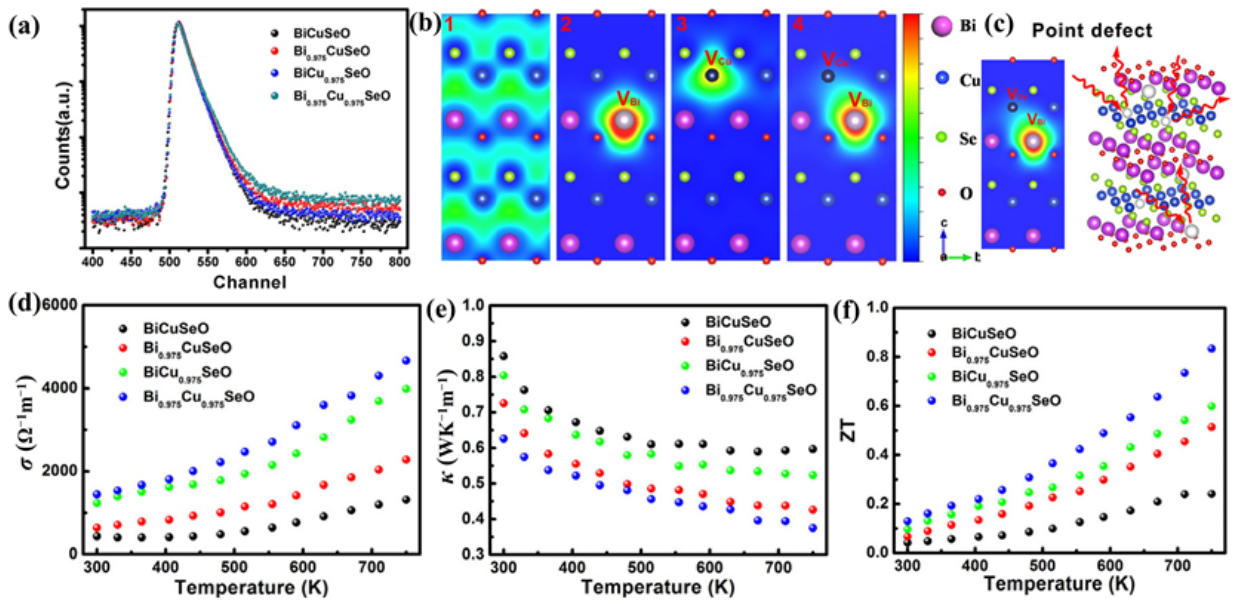 (a)
BiCuSeO
Bi0.975CuSeO
BiCu0.975SeO
Bi0.975Cu0.975SeO
Counts(a.u.)
400 450 500 550 600 650 700 750 800
Channel
(b)
1 2 3 4
VBi
VCu
VCu
VBi
Bi
Cu
Se
O
c
a
(c)
Point defect
VBi
(d)
6000
4000
2000
0
σ (Ω⁻¹m⁻¹)
BiCuSeO
Bi0.975CuSeO
BiCu0.975SeO
Bi0.975Cu0.975SeO
300 400 500 600 700
Temperature (K)
(e)
1.0
0.9
0.8
0.7
0.6
0.5
0.4
0.3
κ (WK⁻¹m⁻¹)
BiCuSeO
Bi0.975CuSeO
BiCu0.975SeO
Bi0.975Cu0.975SeO
300 400 500 600 700
Temperature (K)
(f)
1.0
0.8
0.6
0.4
0.2
0.0
ZT
BiCuSeO
Bi0.975CuSeO
BiCu0.975SeO
Bi0.975Cu0.975SeO
300 400 500 600 700
Temperature (K)